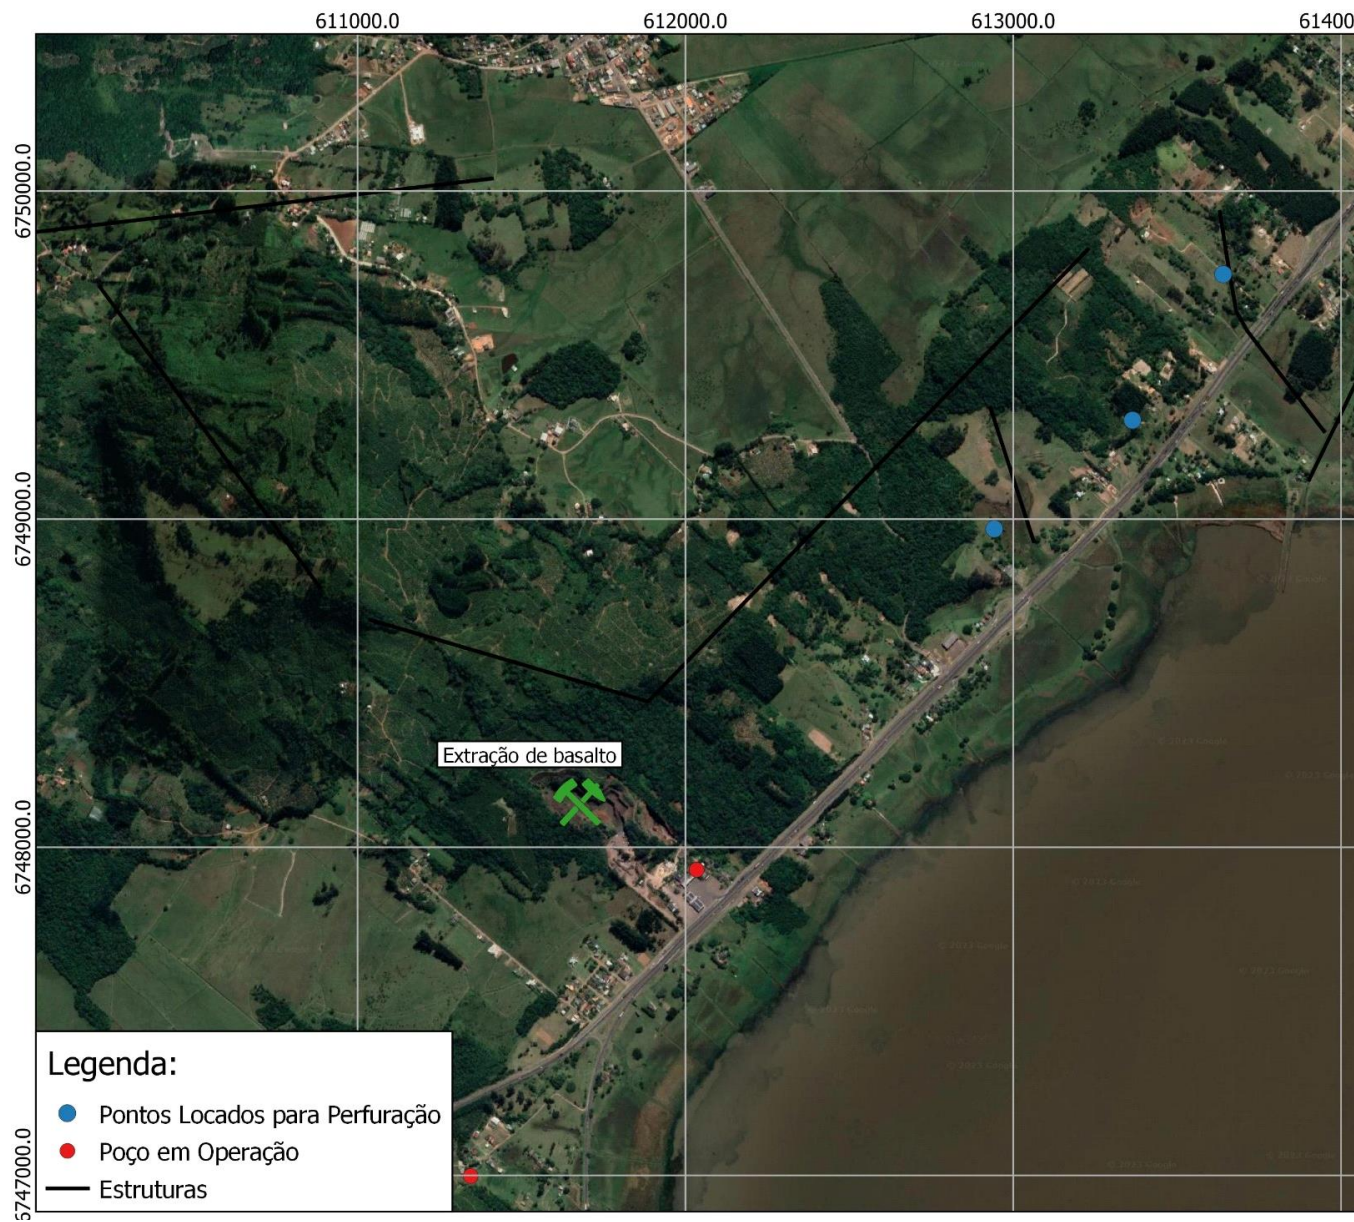 611000.0
612000.0
613000.0
61400
6750000.0
6749000.0
6748000.0
6747000.0
Extração de basalto
Legenda:
Pontos Locados para Perfuração
Poço em Operação
Estruturas